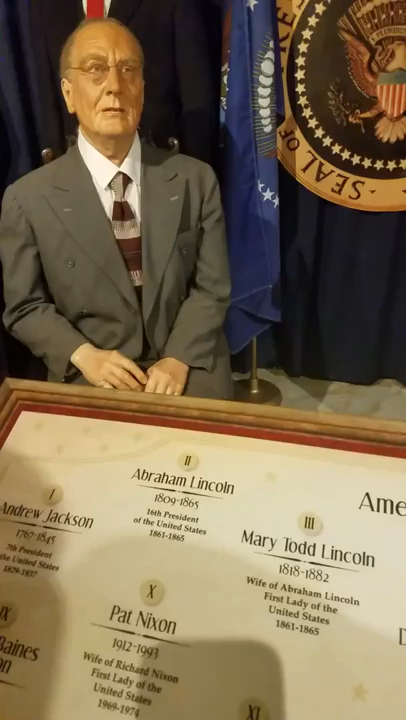 SEAL OF
I
Andrew Jackson
1767-1845
7th President
the United States
1829-1837
II
Abraham Lincoln
1809-1865
16th President
of the United States
1861-1865
III
Mary Todd Lincoln
1818-1882
Wife of Abraham Lincoln
First Lady of the
United States
1861-1865
Ame
IX
Baines
on
X
Pat Nixon
1912-1993
Wife of Richard Nixon
First Lady of the
United States
1969-1974
XI
D